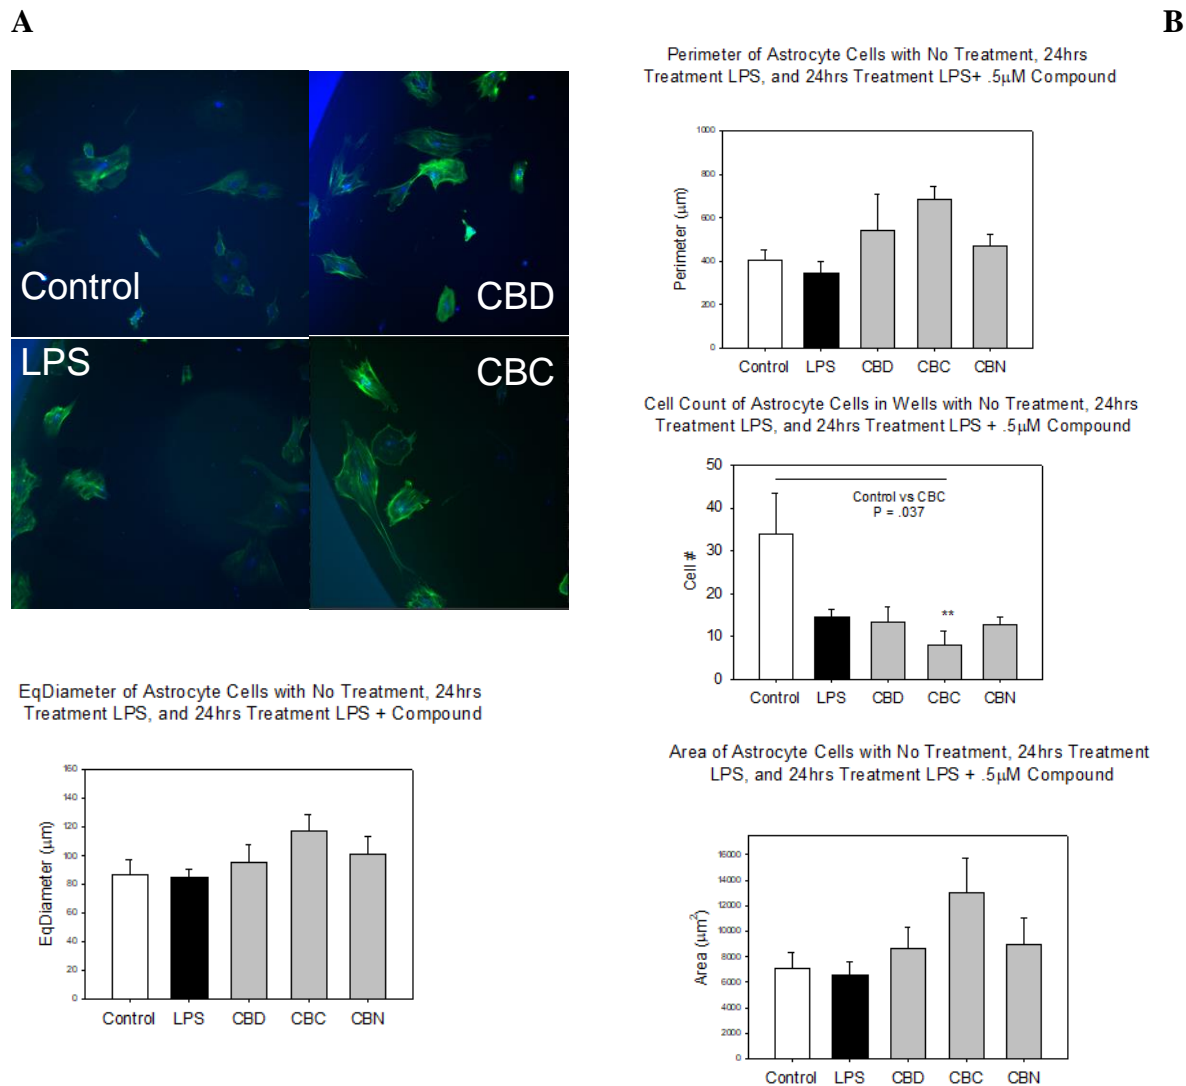 A
B
Control
CBD
LPS
CBC
Perimeter of Astrocyte Cells with No Treatment, 24hrs
Treatment LPS, and 24hrs Treatment LPS+ .5μM Compound
Perimeter (μm)
1000
800
600
400
200
0
Control LPS CBD CBC CBN
Cell Count of Astrocyte Cells in Wells with No Treatment, 24hrs
Treatment LPS, and 24hrs Treatment LPS + .5μM Compound
Cell #
50
40
30
20
10
0
Control vs CBC
P = .037
**
Control LPS CBD CBC CBN
EqDiameter of Astrocyte Cells with No Treatment, 24hrs
Treatment LPS, and 24hrs Treatment LPS + Compound
EqDiameter (μm)
160
140
120
100
80
60
40
20
0
Control LPS CBD CBC CBN
Area of Astrocyte Cells with No Treatment, 24hrs Treatment
LPS, and 24hrs Treatment LPS + .5μM Compound
Area (μm²)
16000
14000
12000
10000
8000
6000
4000
2000
0
Control LPS CBD CBC CBN